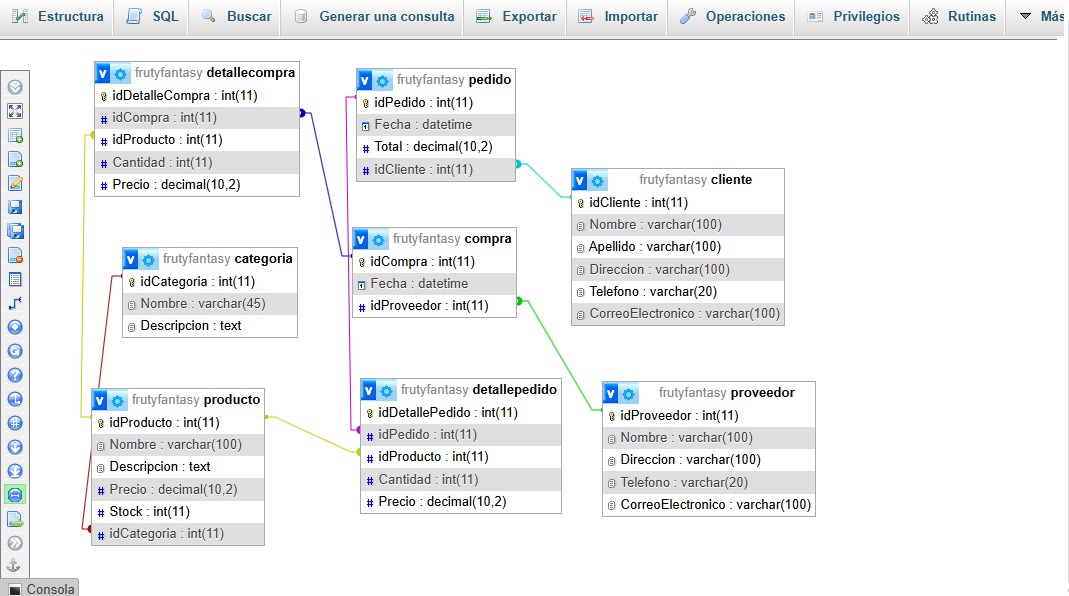 Estructura SQL Buscar Generar una consulta Exportar Importar Operaciones Privilegios Rutinas Más
frutyfantasy detallecompra
idDetalleCompra : int(11)
idCompra : int(11)
idProducto : int(11)
Cantidad : int(11)
Precio : decimal(10,2)
frutyfantasy pedido
idPedido : int(11)
Fecha : datetime
Total : decimal(10,2)
idCliente : int(11)
frutyfantasy cliente
idCliente : int(11)
Nombre : varchar(100)
Apellido : varchar(100)
Direccion : varchar(100)
Telefono : varchar(20)
CorreoElectronico : varchar(100)
frutyfantasy categoria
idCategoria : int(11)
Nombre : varchar(45)
Descripcion : text
frutyfantasy compra
idCompra : int(11)
Fecha : datetime
idProveedor : int(11)
frutyfantasy producto
idProducto : int(11)
Nombre : varchar(100)
Descripcion : text
Precio : decimal(10,2)
Stock : int(11)
idCategoria : int(11)
frutyfantasy detallepedido
idDetallePedido : int(11)
idPedido : int(11)
idProducto : int(11)
Cantidad : int(11)
Precio : decimal(10,2)
frutyfantasy proveedor
idProveedor : int(11)
Nombre : varchar(100)
Direccion : varchar(100)
Telefono : varchar(20)
CorreoElectronico : varchar(100)
Consola